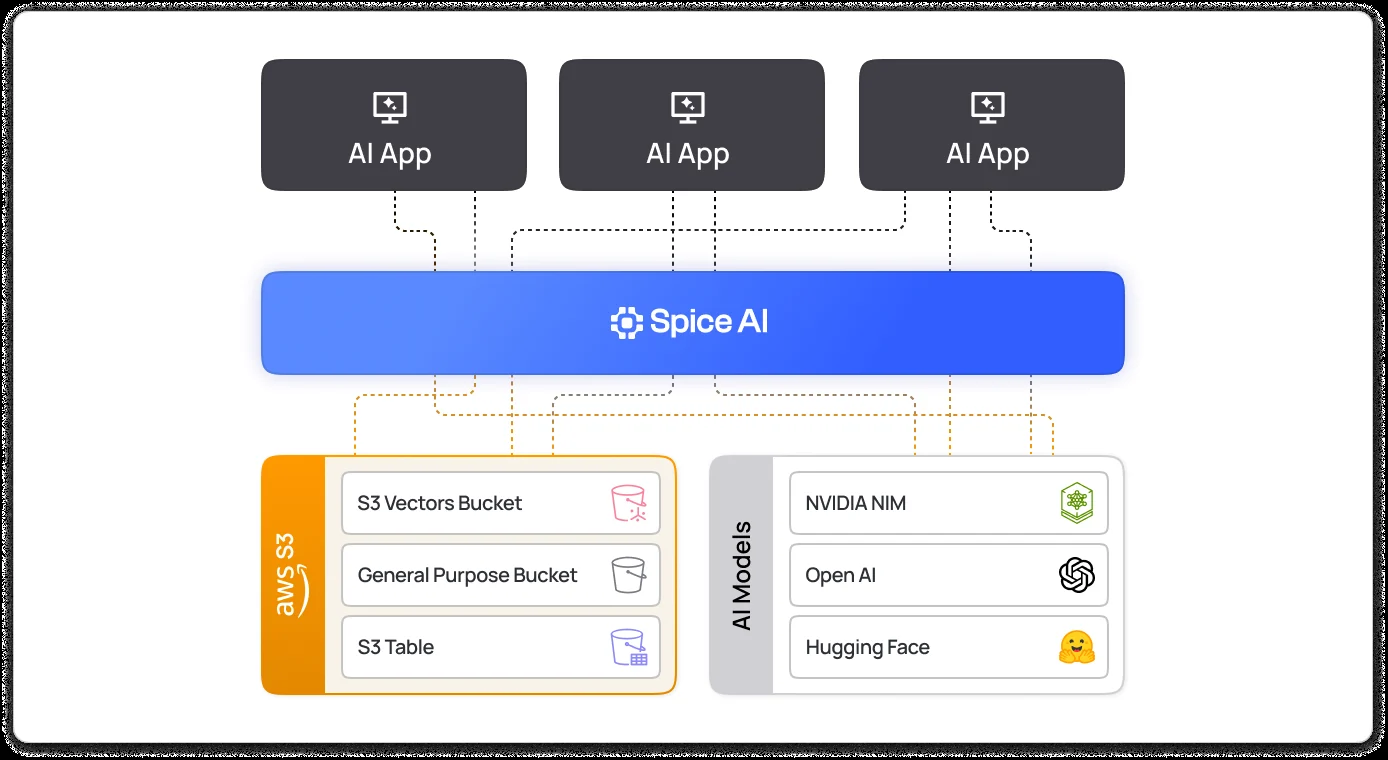 AI App
AI App
AI App
Spice AI
aws S3
S3 Vectors Bucket
General Purpose Bucket
S3 Table
AI Models
NVIDIA NIM
Open AI
Hugging Face